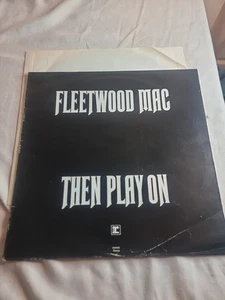 FLEETWOOD MAC
THEN PLAY ON